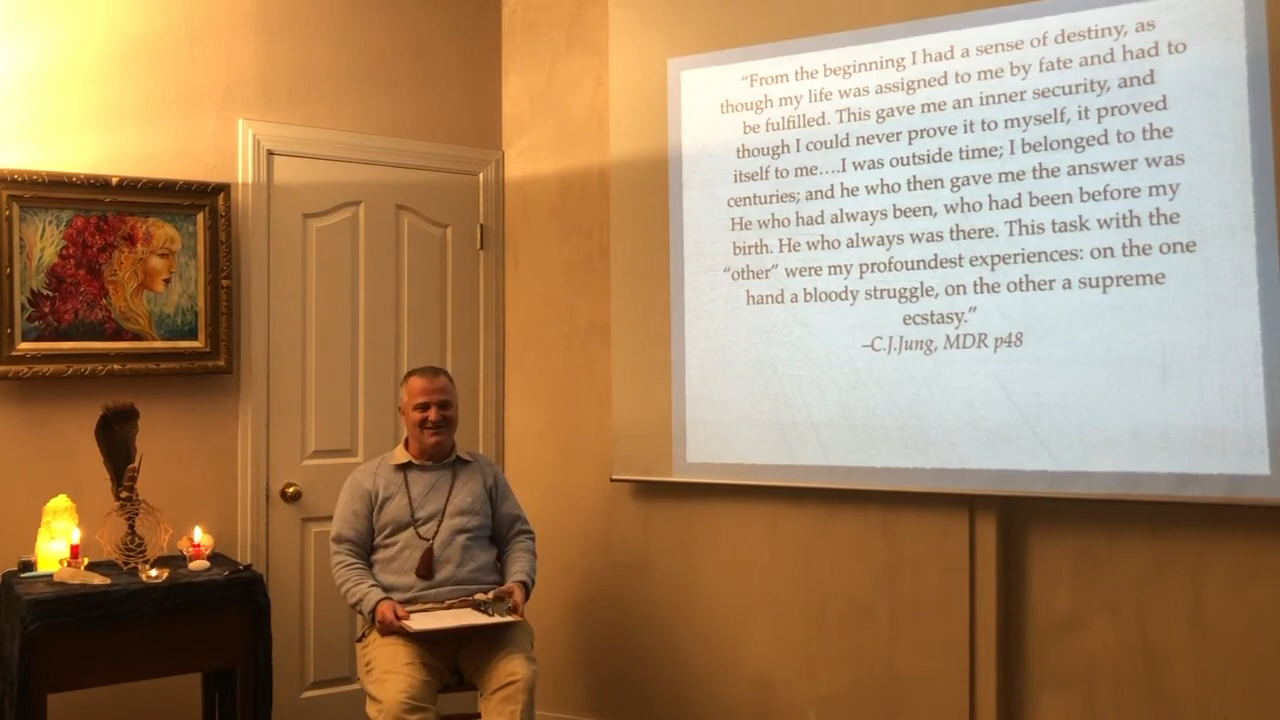 “From the beginning I had a sense of destiny, as
though my life was assigned to me by fate and had to
be fulfilled. This gave me an inner security, and
though I could never prove it to myself, it proved
itself to me….I was outside time; I belonged to the
centuries; and he who then gave me the answer was
He who had always been, who had been before my
birth. He who always was there. This task with the
“other” were my profoundest experiences: on the one
hand a bloody struggle, on the other a supreme
ecstasy.”
–C.J.Jung, MDR p48